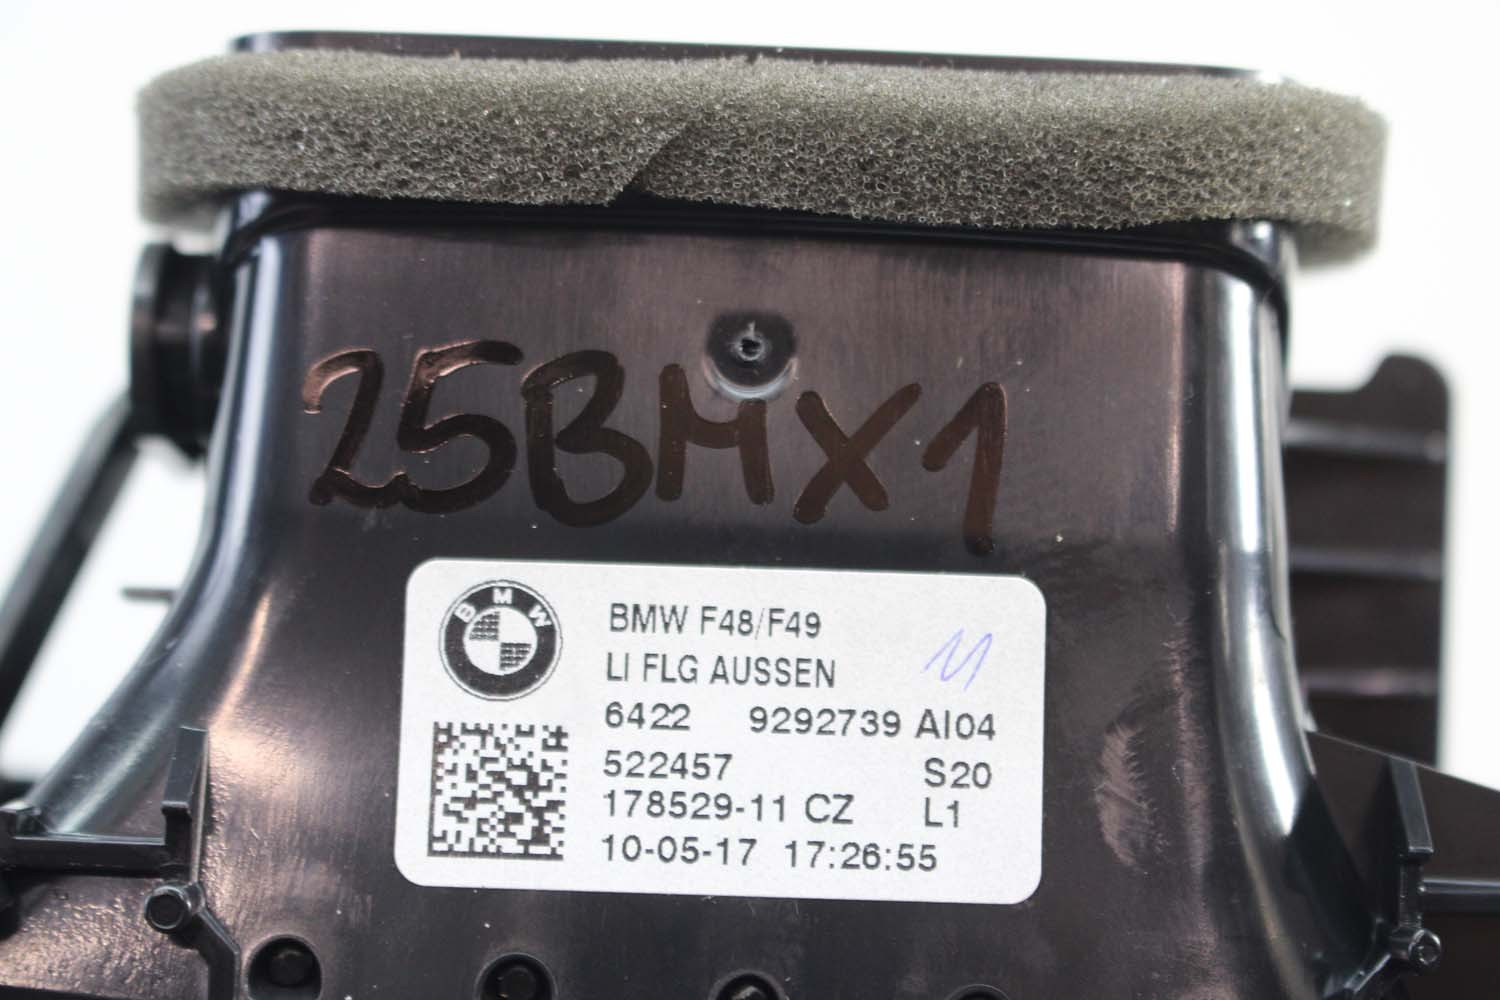 25BMX1
BMW
BMW F48/F49
LI FLG AUSSEN
6422 9292739 AI04
522457 S20
178529-11 CZ L1
10-05-17 17:26:55